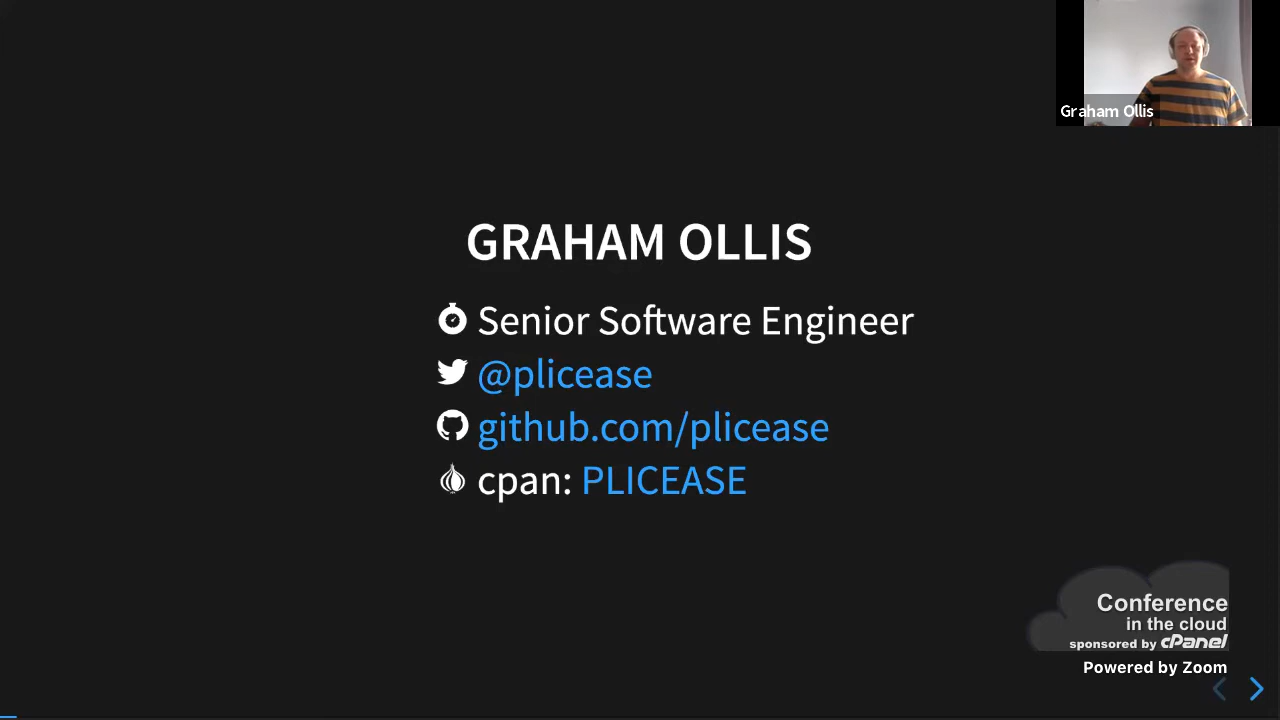 Graham Ollis
GRAHAM OLLIS
Senior Software Engineer
@plicease
github.com/plicease
cpan: PLICEASE
Conference
in the cloud
sponsored by cPanel
Powered by Zoom